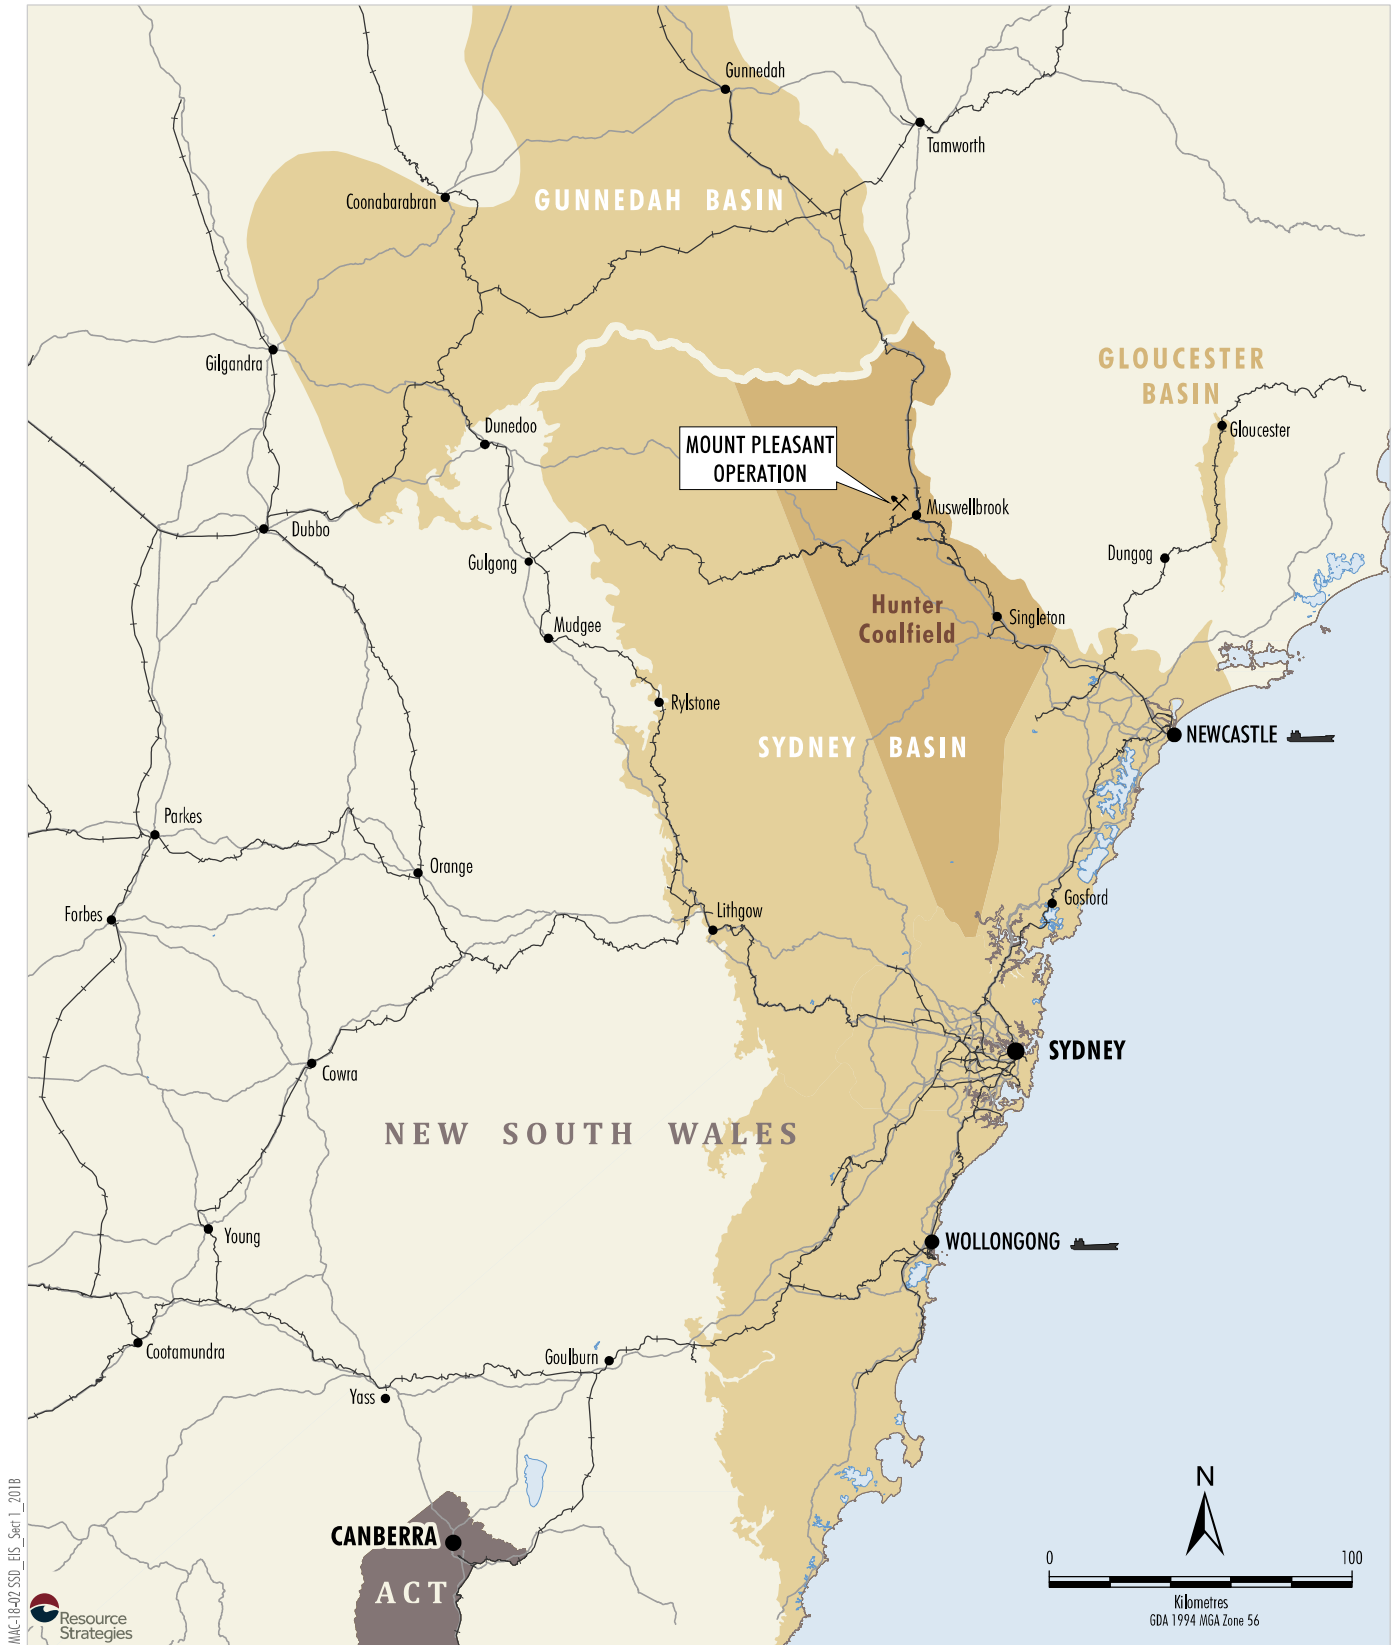 Gunnedah
Tamworth
Coonabarabran
GUNNEDAH BASIN
Gilgandra
GLOUCESTER
BASIN
Gloucester
Dunedoo
MOUNT PLEASANT
OPERATION
Muswellbrook
Dubbo
Gulgong
Dungog
Hunter
Coalfield
Singleton
Mudgee
Rylstone
SYDNEY BASIN
NEWCASTLE
Parkes
Orange
Forbes
Lithgow
Gosford
SYDNEY
Cowra
NEW SOUTH WALES
Young
WOLLONGONG
Cootamundra
Goulburn
Yass
CANBERRA
ACT
N
0 100
Kilometres
GDA 1994 MGA Zone 56
MAC-18-02 SSD_EIS_Sect 1_201B
Resource
Strategies